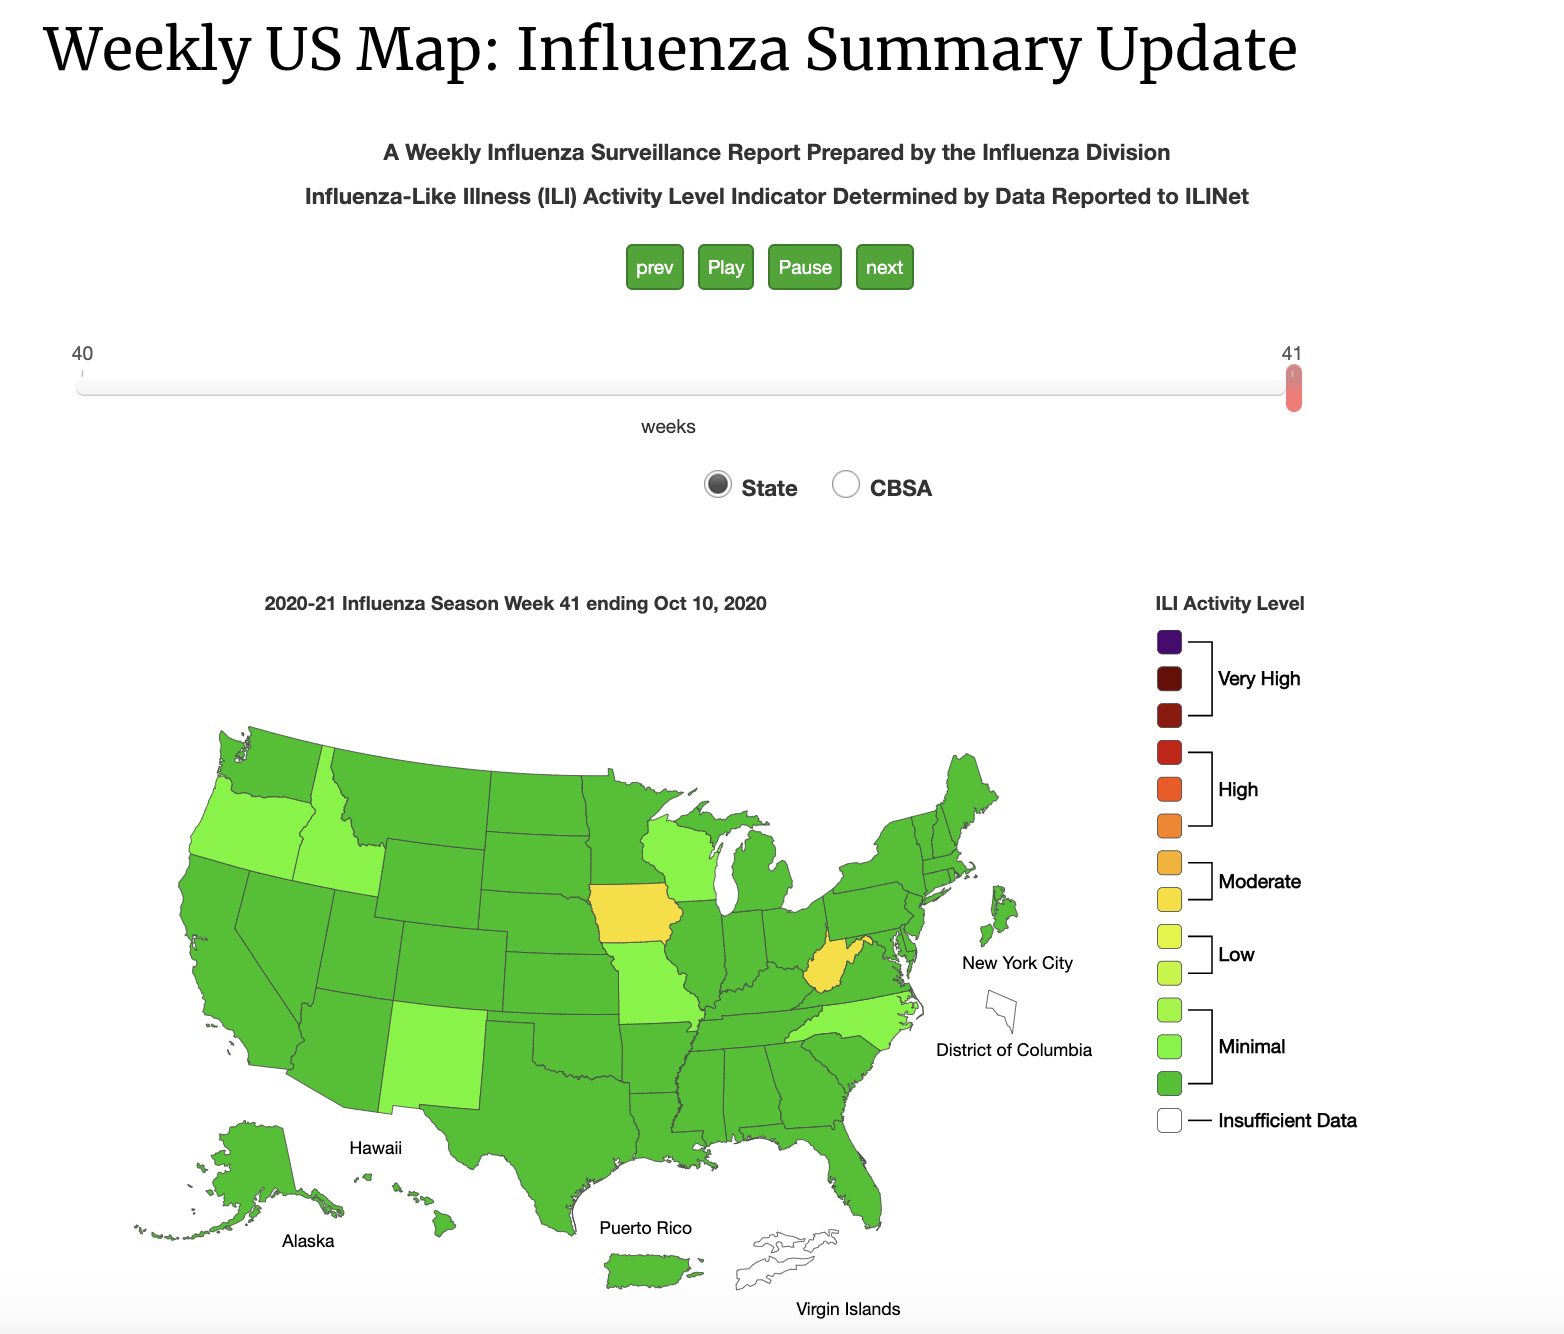 Weekly US Map: Influenza Summary Update
A Weekly Influenza Surveillance Report Prepared by the Influenza Division
Influenza-Like Illness (ILI) Activity Level Indicator Determined by Data Reported to ILINet
prev Play Pause next
40 41
weeks
State CBSA
2020-21 Influenza Season Week 41 ending Oct 10, 2020
ILI Activity Level
Very High
High
Moderate
Low
Minimal
Insufficient Data
New York City
District of Columbia
Hawaii
Alaska
Puerto Rico
Virgin Islands